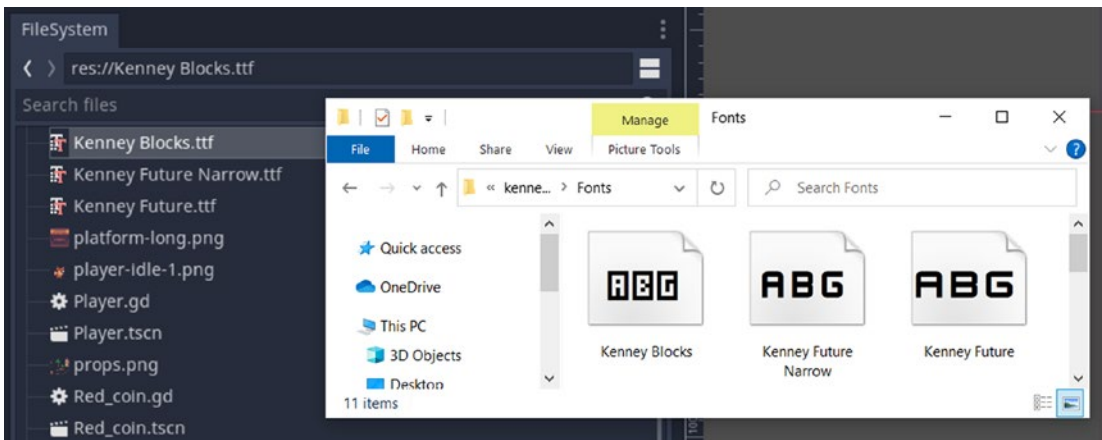 FileSystem
res://Kenney Blocks.ttf
Search files
Kenney Blocks.ttf
Kenney Future Narrow.ttf
Kenney Future.ttf
platform-long.png
player-idle-1.png
Player.gd
Player.tscn
props.png
Red_coin.gd
Red_coin.tscn
Manage Fonts
File Home Share View Picture Tools
« kenne... > Fonts
Search Fonts
Quick access
OneDrive
This PC
3D Objects
Desktop
ABG ABG ABG
Kenney Blocks
Kenney Future
Narrow
Kenney Future
11 items